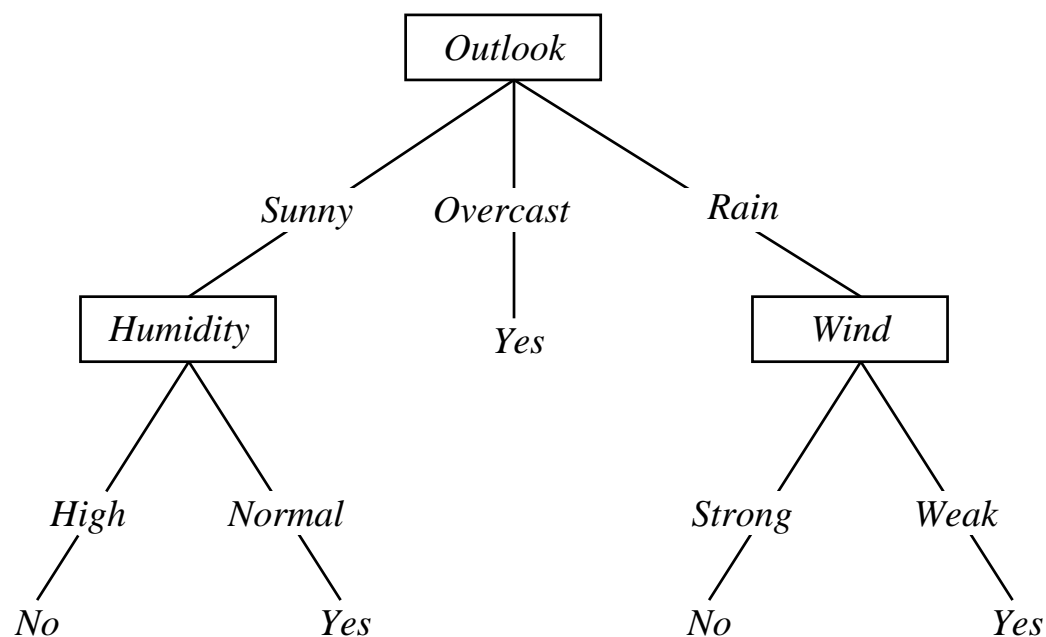 Outlook
Sunny Overcast Rain
Humidity Yes Wind
High Normal Strong Weak
No Yes No Yes